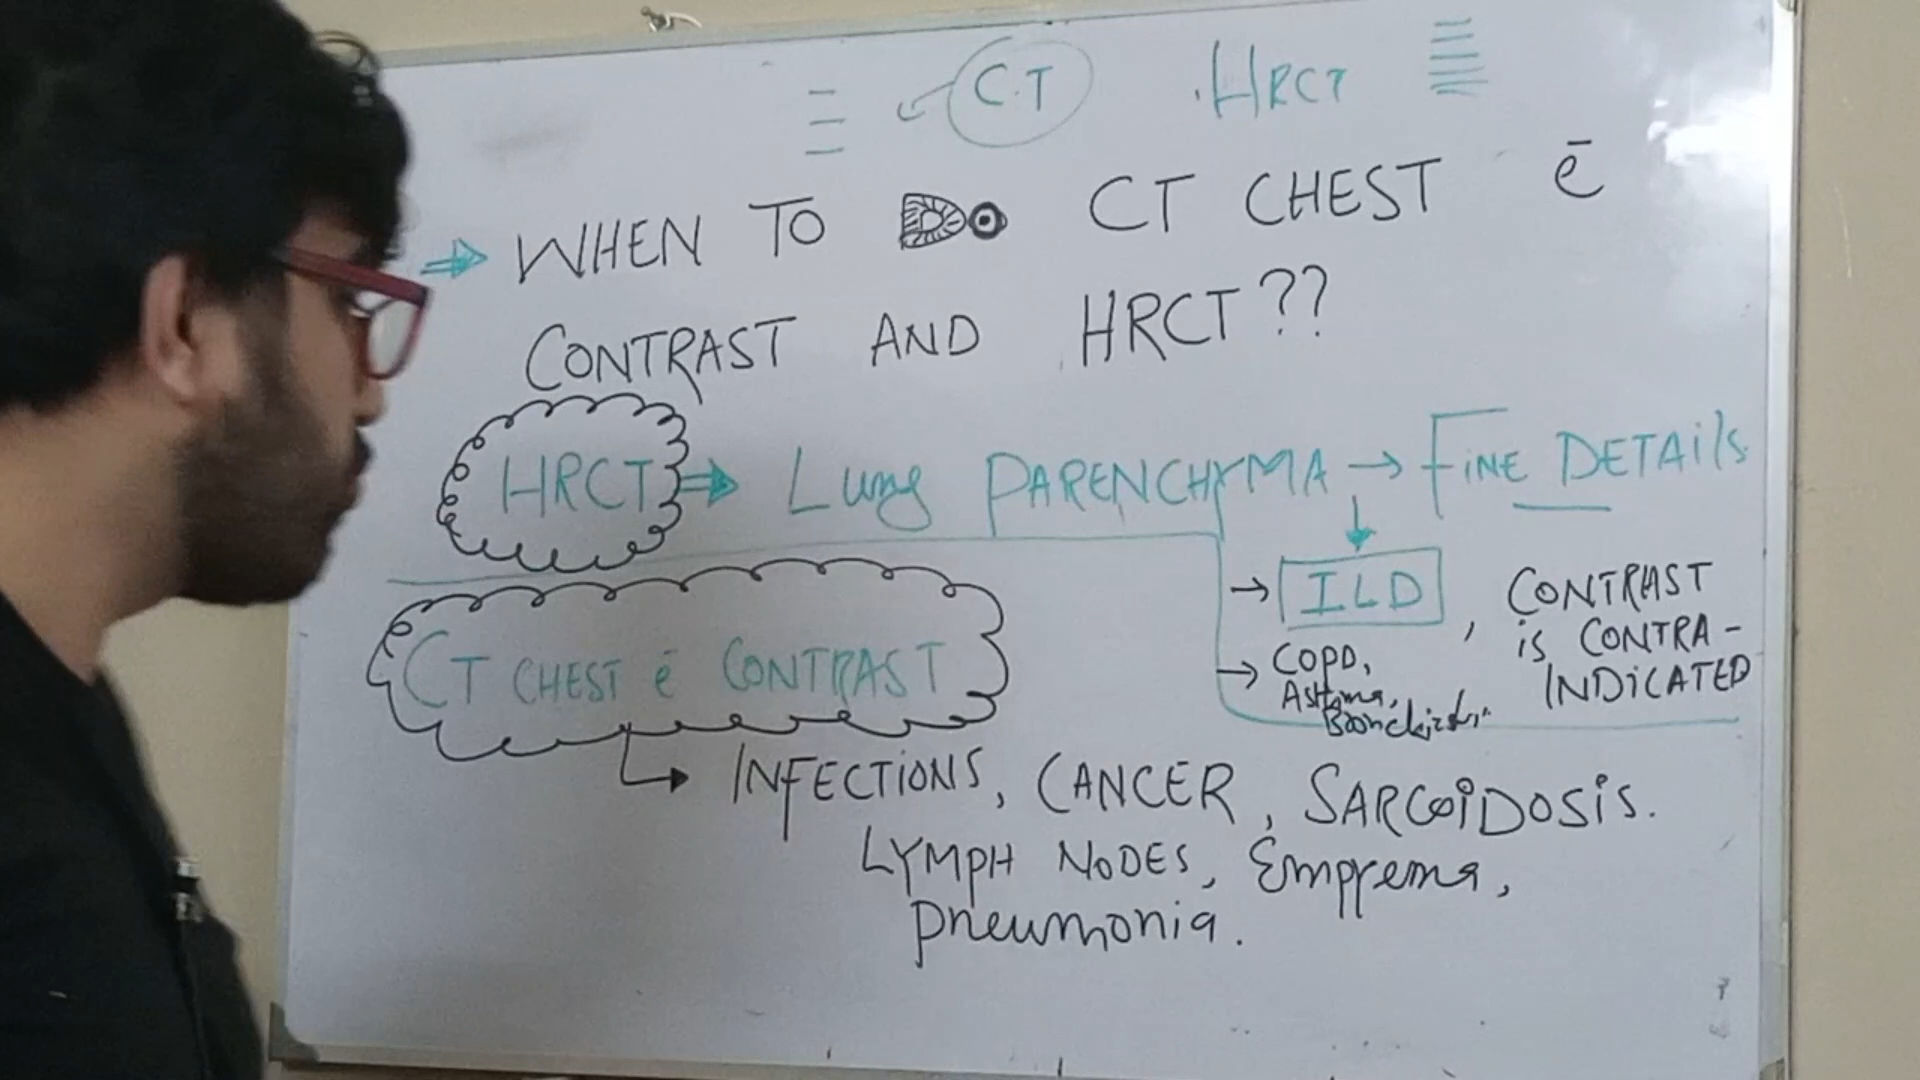 C.T HRCT
WHEN TO DO CT CHEST ē
CONTRAST AND HRCT??
HRCT ⇒ Lung PARENCHYMA → FINE DETAils
→ ILD , CONTRAST
is CONTRA-
INDICATED
→ COPD,
Asthma,
CT CHEST ē CONTRAST
INFECTIONS, CANCER, SARCOIDOSIS.
LYMPH NODES, Empyema,
Pneumonia.